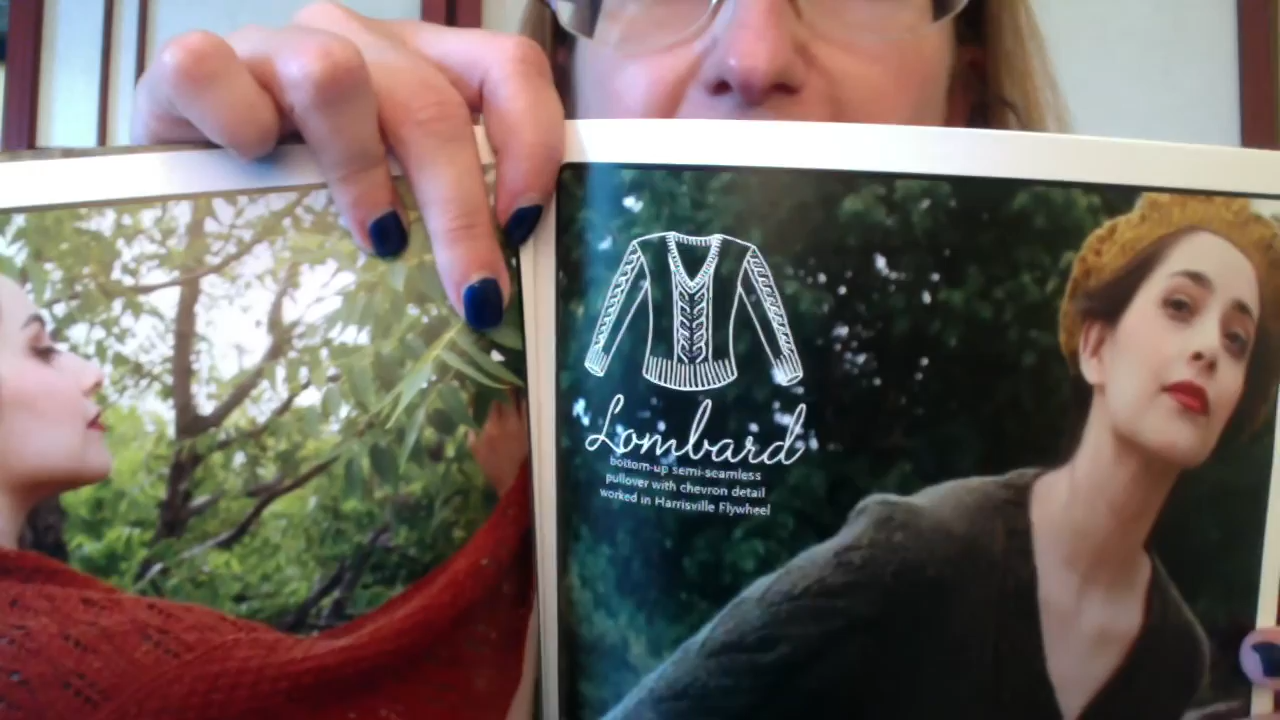 Lombard
bottom-up semi-seamless
pullover with chevron detail
worked in Harrisville Flywheel